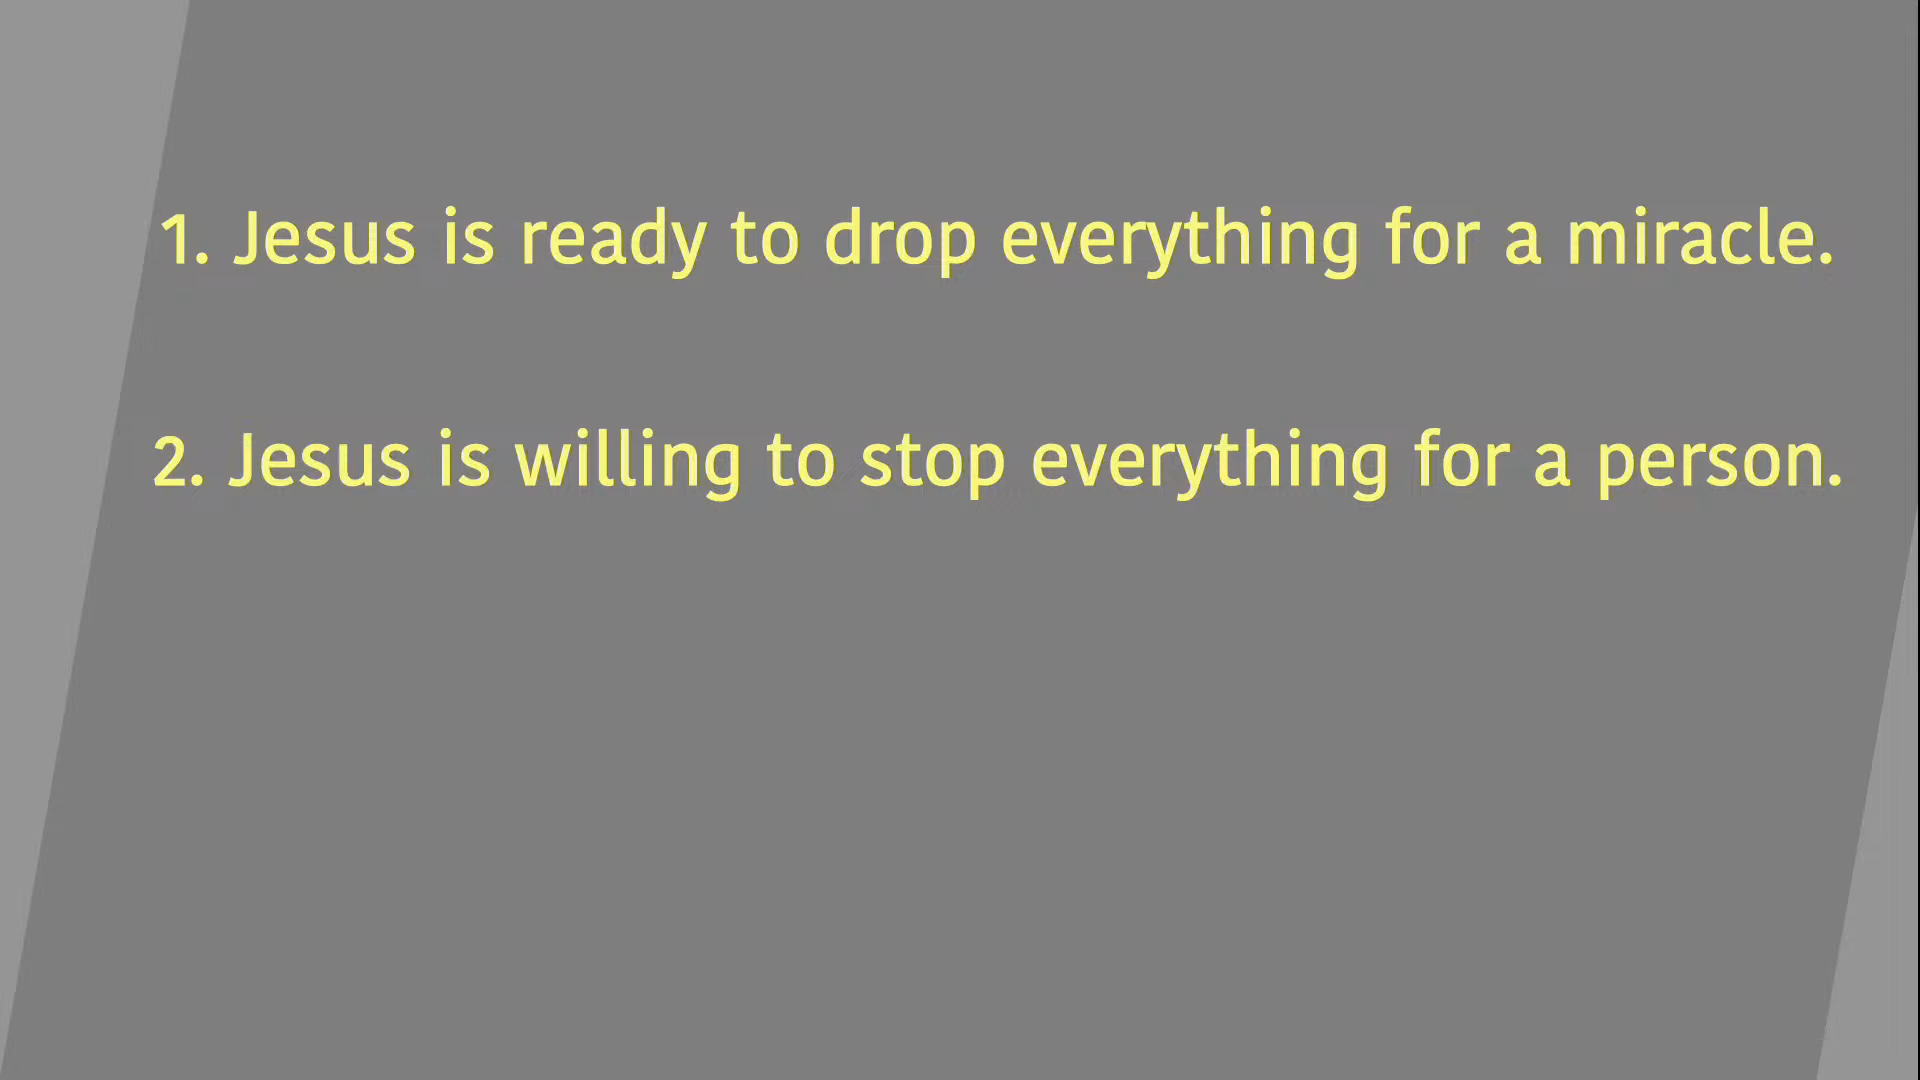 1. Jesus is ready to drop everything for a miracle.
2. Jesus is willing to stop everything for a person.